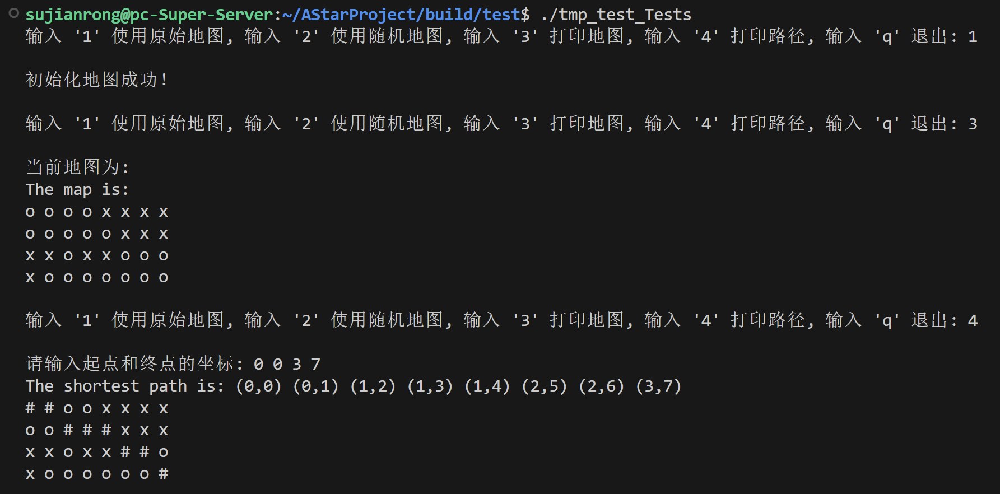 sujianrong@pc-Super-Server:~/AStarProject/build/test$ ./tmp_test_Tests
输入 '1' 使用原始地图, 输入 '2' 使用随机地图, 输入 '3' 打印地图, 输入 '4' 打印路径, 输入 'q' 退出: 1
初始化地图成功!
输入 '1' 使用原始地图, 输入 '2' 使用随机地图, 输入 '3' 打印地图, 输入 '4' 打印路径, 输入 'q' 退出: 3
当前地图为:
The map is:
o o o o x x x x
o o o o o x x x
x x o x x o o o
x o o o o o o o
输入 '1' 使用原始地图, 输入 '2' 使用随机地图, 输入 '3' 打印地图, 输入 '4' 打印路径, 输入 'q' 退出: 4
请输入起点和终点的坐标: 0 0 3 7
The shortest path is: (0,0) (0,1) (1,2) (1,3) (1,4) (2,5) (2,6) (3,7)
# # o o x x x x
o o # # # x x x
x x o x x # # o
x o o o o o o #